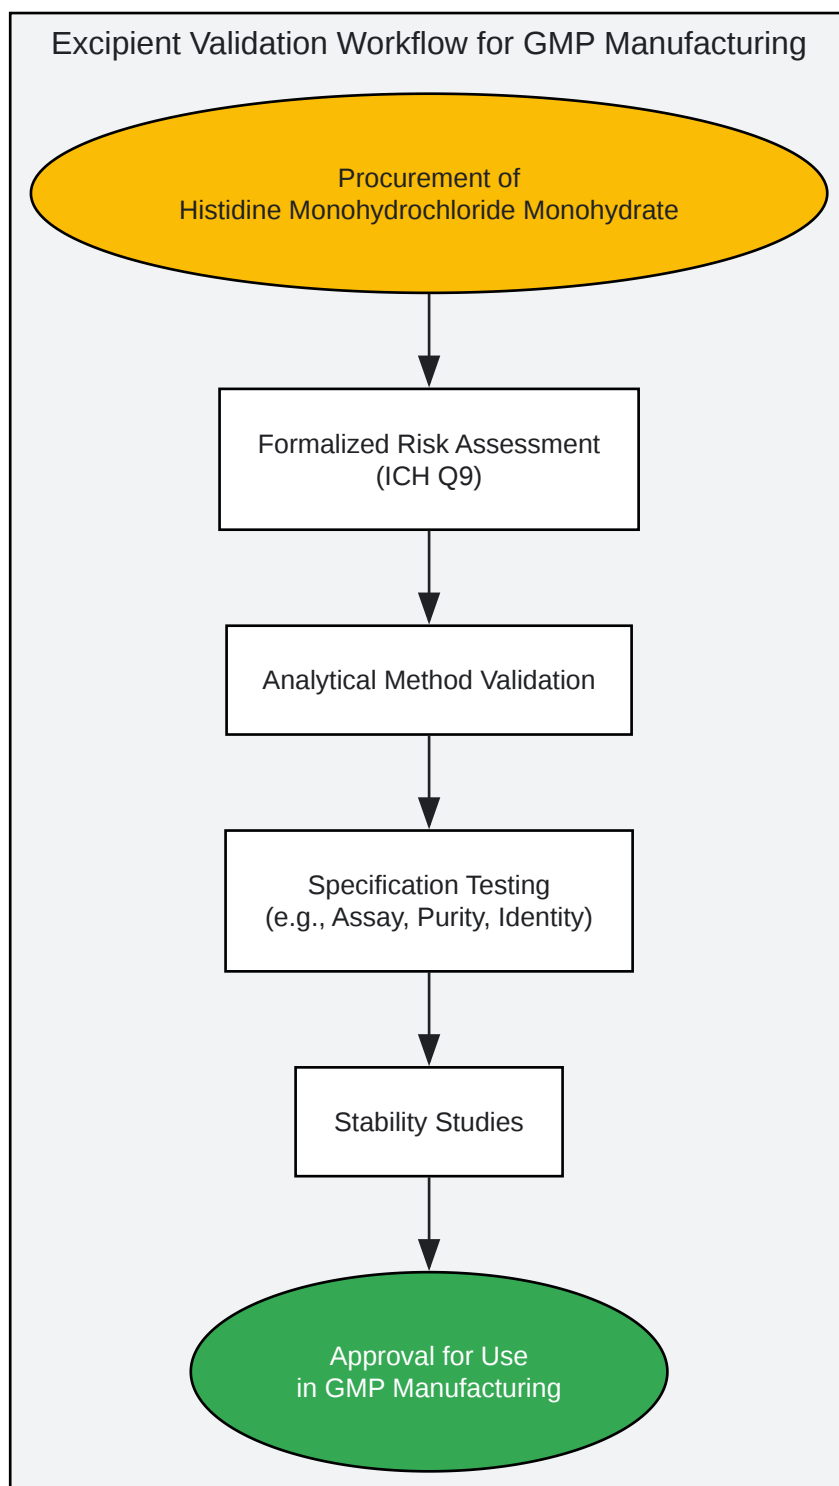 Excipient Validation Workflow for GMP Manufacturing
Procurement of
Histidine Monohydrochloride Monohydrate
Formalized Risk Assessment
(ICH Q9)
Analytical Method Validation
Specification Testing
(e.g., Assay, Purity, Identity)
Stability Studies
Approval for Use
in GMP Manufacturing